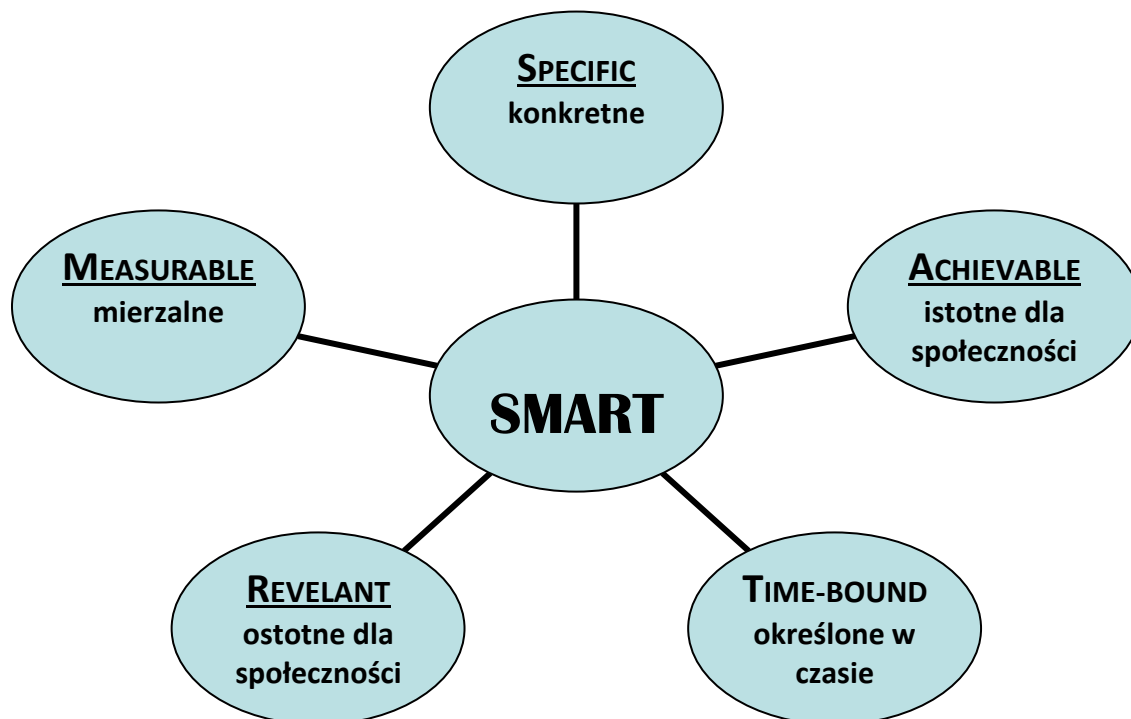 SPECIFIC
konkretne
MEASURABLE
mierzalne
ACHIEVABLE
istotne dla
społeczności
SMART
REVELANT
ostotne dla
społeczności
TIME-BOUND
określone w
czasie